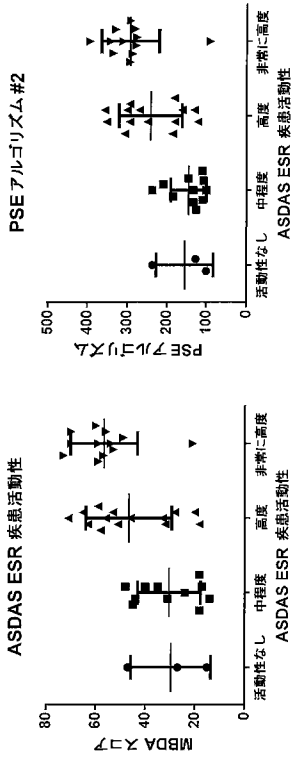 ASDAS ESR 疾患活動性
MBDA スコア
80
60
40
20
0
活動性なし
中程度
高度
非常に高度
ASDAS ESR 疾患活動性
PSE アルゴリズム #2
PSE アルゴリズム
500
400
300
200
100
0
活動性なし
中程度
高度
非常に高度
ASDAS ESR 疾患活動性